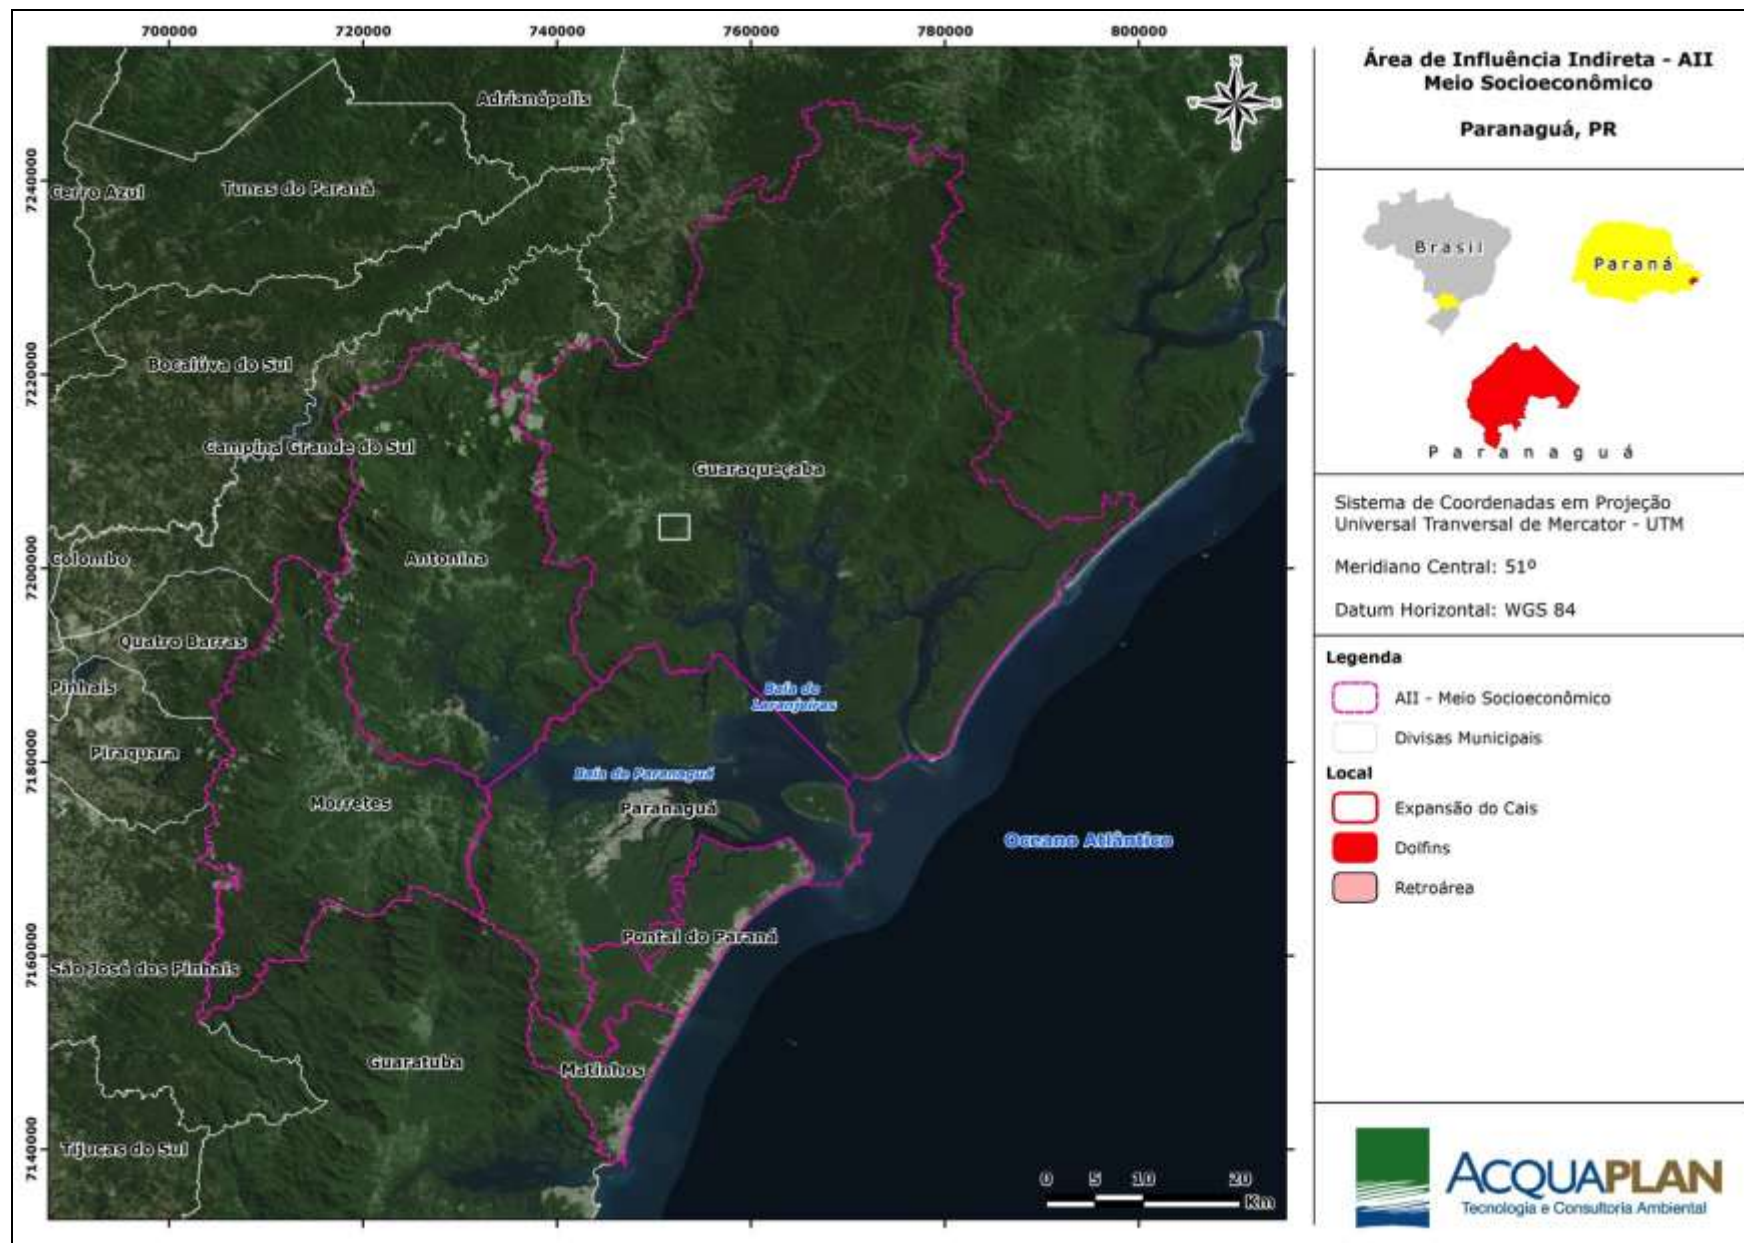 700000 720000 740000 760000 780000 800000
7240000
7220000
7200000
7180000
7160000
7140000
Adrianópolis
Cerro Azul
Tunas do Paraná
Bocaiúva do Sul
Campina Grande do Sul
Guaraqueçaba
Colombo
Antonina
Quatro Barras
Pinhais
Baía de
Laranjeiras
Piraquara
Baía de Paranaguá
Morretes
Paranaguá
Oceano Atlântico
Pontal do Paraná
São José dos Pinhais
Guaratuba
Matinhos
Tijucas do Sul
0 5 10 20
Km
N
S
Área de Influência Indireta - AII
Meio Socioeconômico
Paranaguá, PR
Brasil
Paraná
Paranaguá
Sistema de Coordenadas em Projeção
Universal Tranversal de Mercator - UTM
Meridiano Central: 51º
Datum Horizontal: WGS 84
Legenda
AII - Meio Socioeconômico
Divisas Municipais
Local
Expansão do Cais
Dolfins
Retroárea
ACQUAPLAN
Tecnologia e Consultoria Ambiental